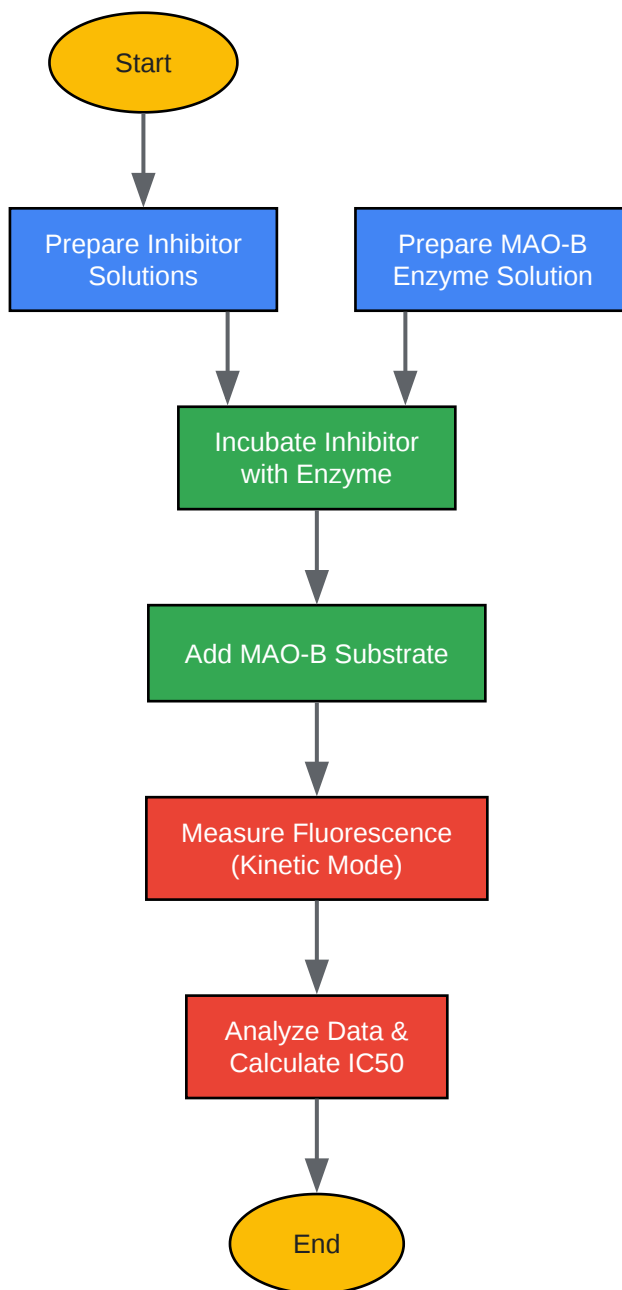 Start
Prepare Inhibitor
Solutions
Prepare MAO-B
Enzyme Solution
Incubate Inhibitor
with Enzyme
Add MAO-B Substrate
Measure Fluorescence
(Kinetic Mode)
Analyze Data &
Calculate IC50
End